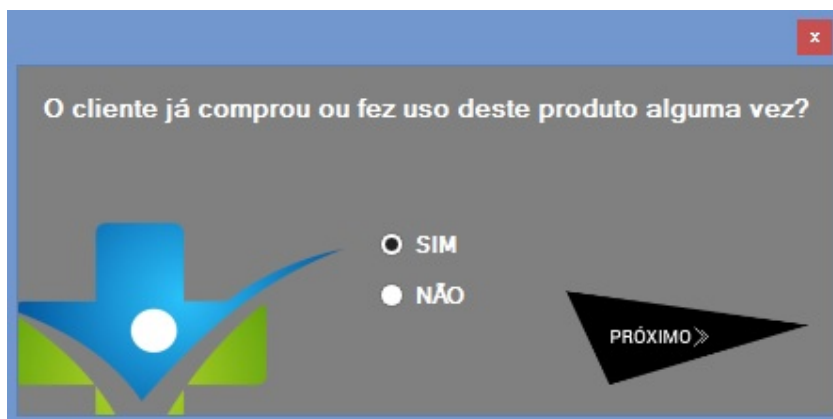 x
O cliente já comprou ou fez uso deste produto alguma vez?
SIM
NÃO
PRÓXIMO